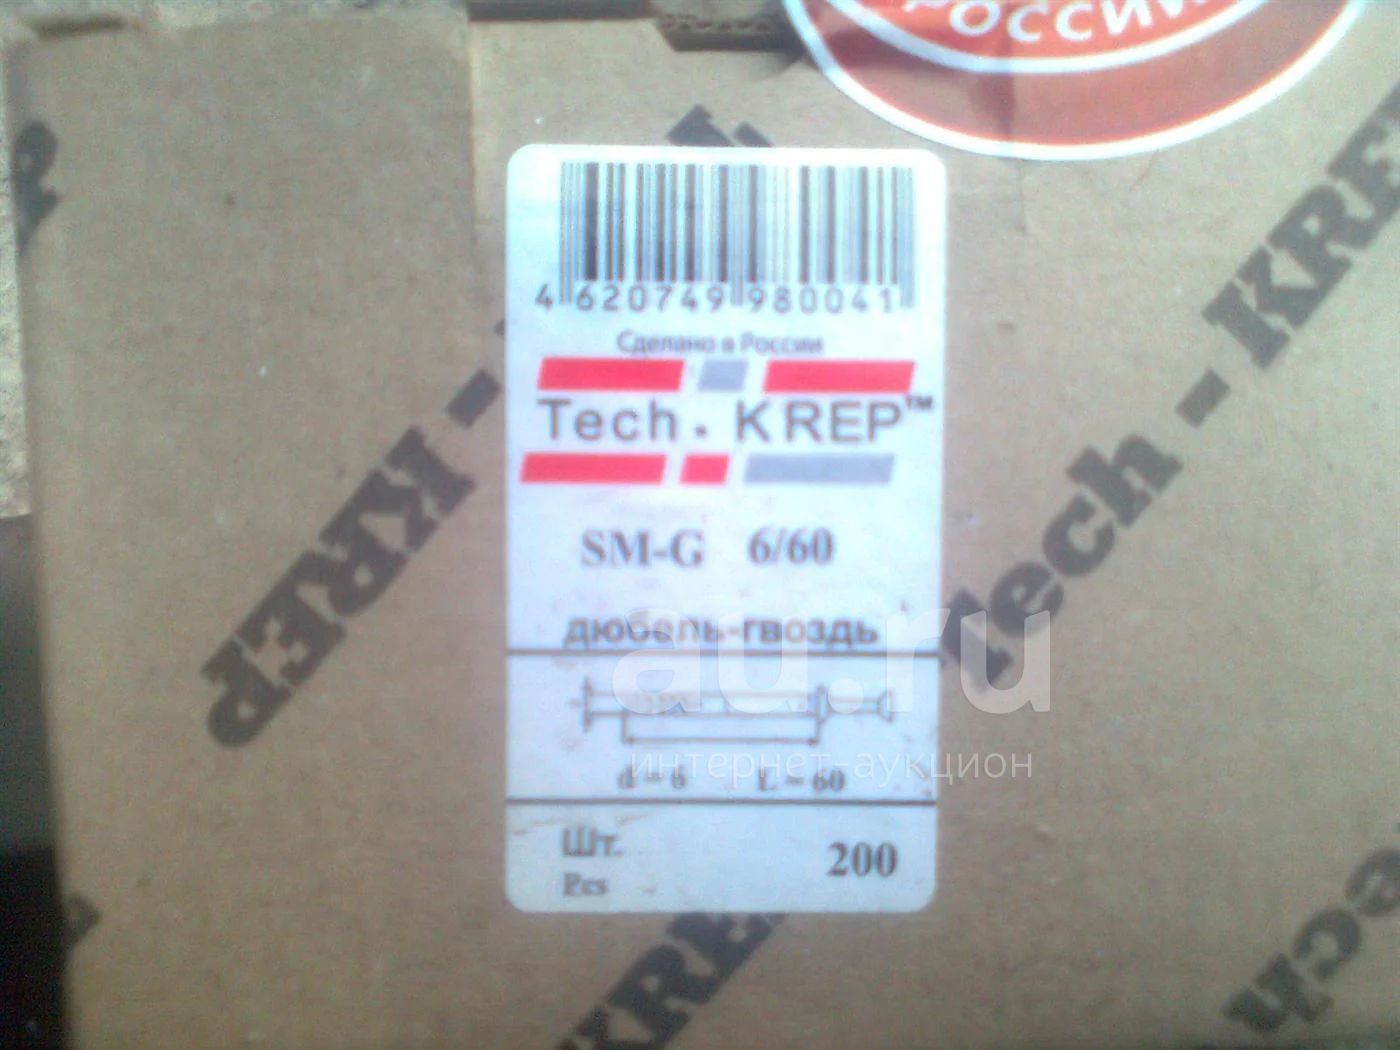 РОССИИ
4 620749 980041
Сделано в России
Tech . KREP™
SM-G 6/60
дюбель-гвоздь
d = 6 L = 60
Шт. 200
Pcs
Tech - KREP
KREP -
KREP
Tech
au.ru
интернет-аукцион